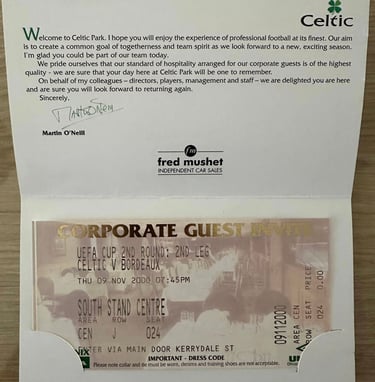 Celtic
Welcome to Celtic Park. I hope you will enjoy the experience of professional football at its finest. Our aim
is to create a common goal of togetherness and team spirit as we look forward to a new, exciting season.
I'm glad you could be part of our team today.
We pride ourselves that our standard of hospitality arranged for our corporate guests is of the highest
quality - we are sure that your day here at Celtic Park will be one to remember.
On behalf of my colleagues – directors, players, management and staff – we are delighted you are here
and are sure you will look forward to returning again.
Sincerely,
Martin O'Neill
Martin O'Neill
fm
fred mushet
INDEPENDENT CAR SALES
CORPORATE GUEST INVITE
UEFA CUP 2ND ROUND: 2ND LEG
CELTIC V BORDEAUX
THU 09 NOV 2000 07:45PM
SOUTH STAND CENTRE
AREA ROW SEAT
CEN J 024
ENTER VIA MAIN DOOR KERRYDALE ST
IMPORTANT - DRESS CODE
Please note collar and tie must be worn, denims and training shoes are not acceptable.
09112000
AREA CEN
ROW SEAT PRICE
024 0.00